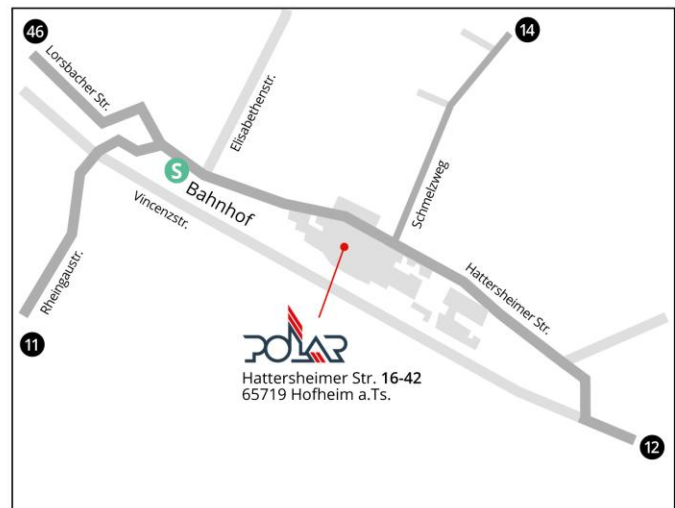 46
14
Lorsbacher Str.
Elisabethenstr.
S
Bahnhof
Schmelzweg
Vincenzstr.
Rheingaustr.
Hattersheimer Str.
11
POLAR
Hattersheimer Str. 16-42
65719 Hofheim a.Ts.
12